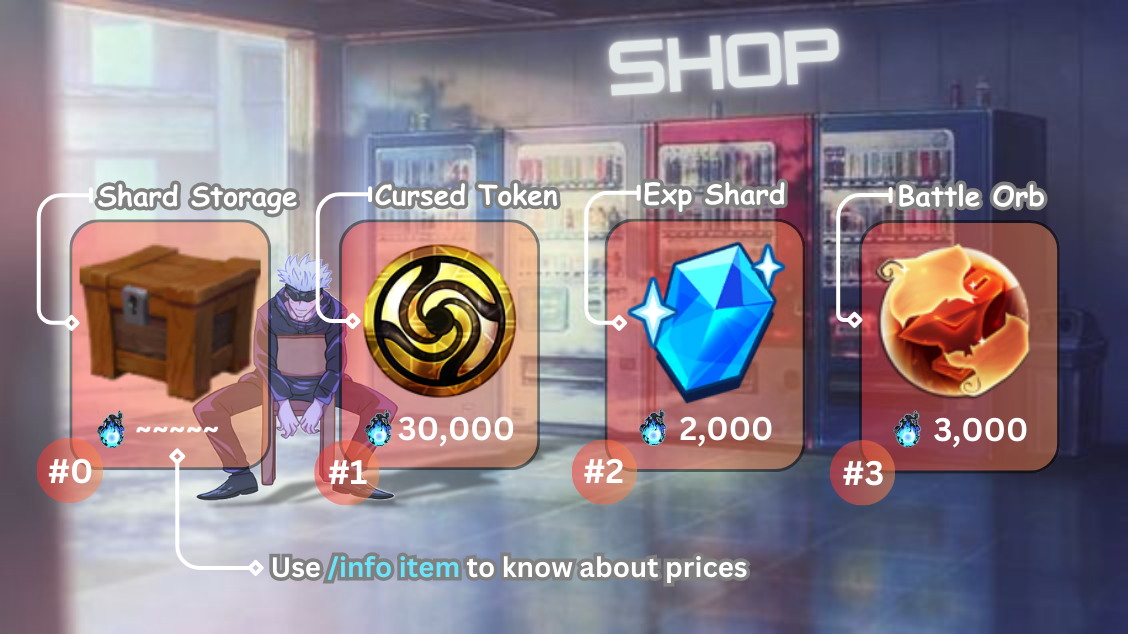 SHOP
Shard Storage
Cursed Token
Exp Shard
Battle Orb
~~~~~
30,000
2,000
3,000
#0
#1
#2
#3
Use /info item to know about prices